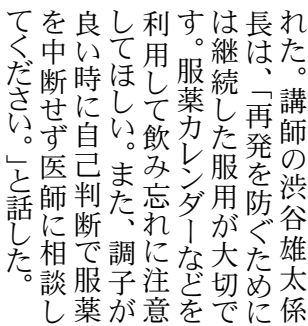 れた。講師の渋谷雄太係
長は、「再発を防ぐために
は継続した服用が大切で
す。服薬カレンダーなどを
利用して飲み忘れに注意
してほしい。また、調子が
良い時に自己判断で服薬
を中断せず医師に相談し
てください。」と話した。